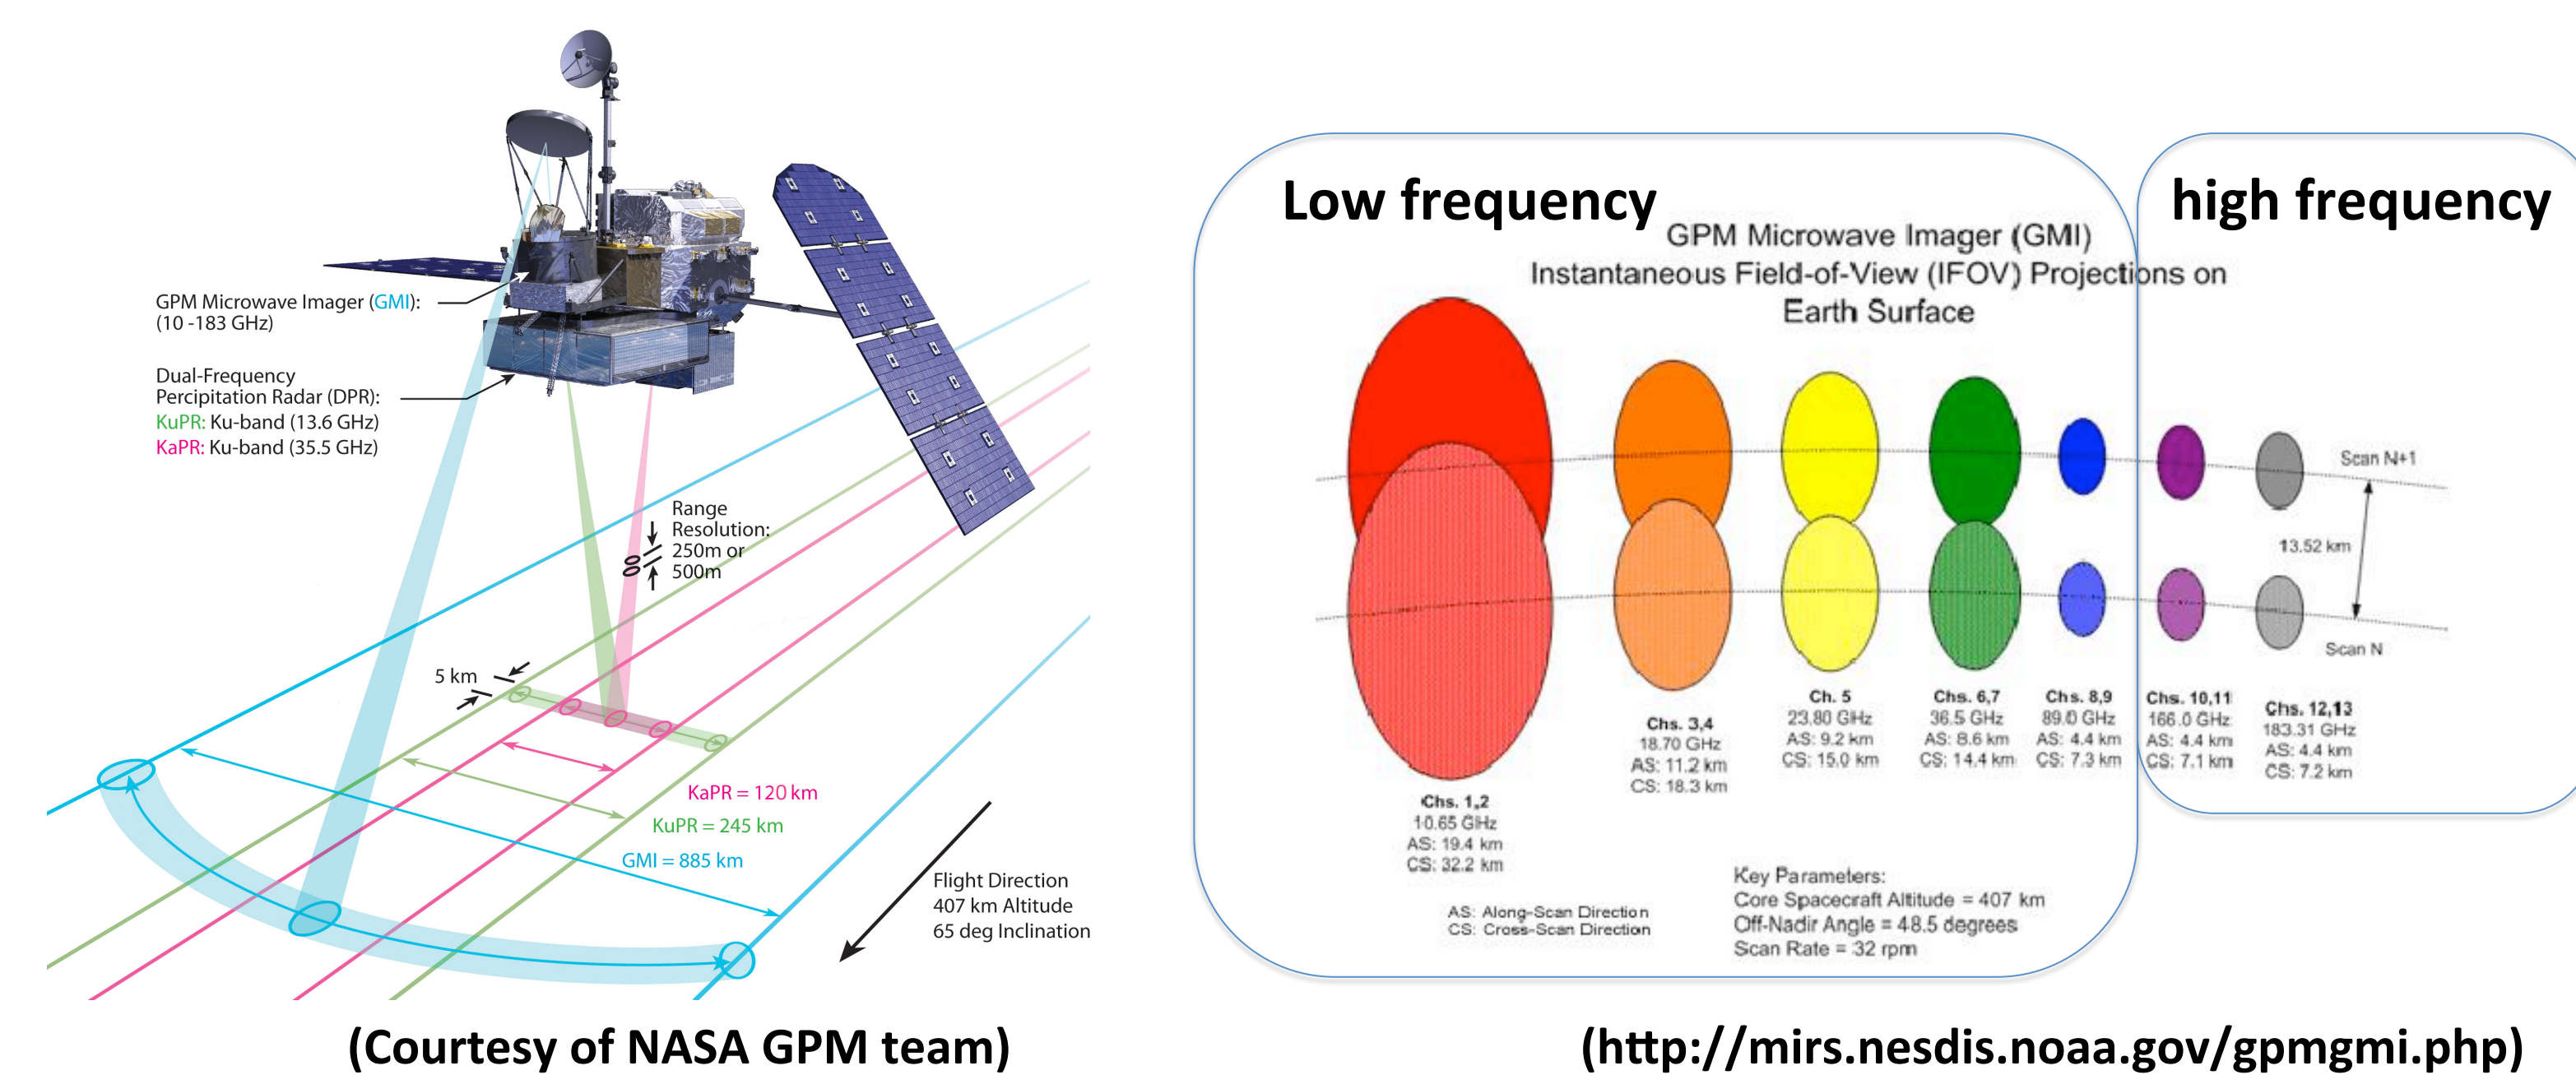 GPM Microwave Imager (GMI):
(10 -183 GHz)
Dual-Frequency
Percipitation Radar (DPR):
KuPR: Ku-band (13.6 GHz)
KaPR: Ku-band (35.5 GHz)
Range
Resolution:
250m or
500m
5 km
KaPR = 120 km
KuPR = 245 km
GMI = 885 km
Flight Direction
407 km Altitude
65 deg Inclination
(Courtesy of NASA GPM team)
Low frequency
high frequency
GPM Microwave Imager (GMI)
Instantaneous Field-of-View (IFOV) Projections on
Earth Surface
Scan N+1
13.52 km
Scan N
Chs. 1,2
10.65 GHz
AS: 19.4 km
CS: 32.2 km
Chs. 3,4
18.70 GHz
AS: 11.2 km
CS: 18.3 km
Ch. 5
23.80 GHz
AS: 9.2 km
CS: 15.0 km
Chs. 6,7
36.5 GHz
AS: 8.6 km
CS: 14.4 km
Chs. 8,9
89.0 GHz
AS: 4.4 km
CS: 7.3 km
Chs. 10,11
166.0 GHz
AS: 4.4 km
CS: 7.1 km
Chs. 12,13
183.31 GHz
AS: 4.4 km
CS: 7.2 km
AS: Along-Scan Direction
CS: Cross-Scan Direction
Key Parameters:
Core Spacecraft Altitude = 407 km
Off-Nadir Angle = 48.5 degrees
Scan Rate = 32 rpm
(http://mirs.nesdis.noaa.gov/gpmgmi.php)